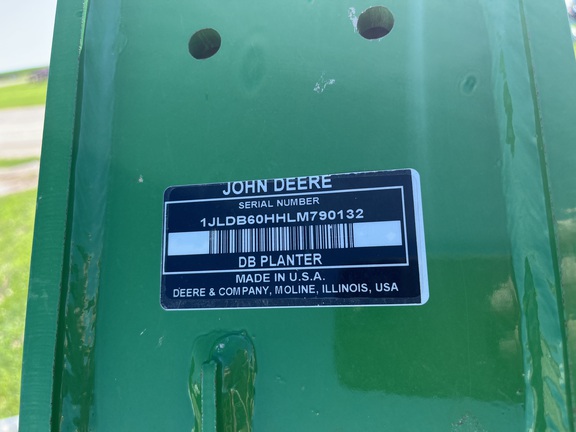 JOHN DEERE
SERIAL NUMBER
1JLDB60HHLM790132
DB PLANTER
MADE IN U.S.A.
DEERE & COMPANY, MOLINE, ILLINOIS, USA